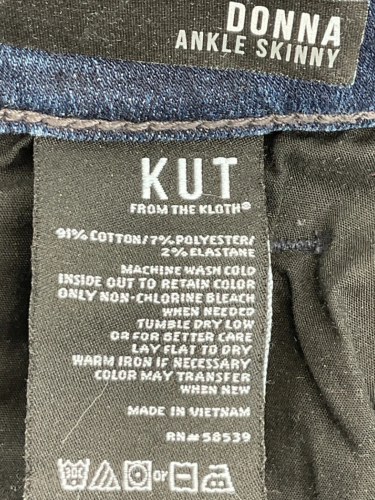 DONNA
ANKLE SKINNY
KUT
FROM THE KLOTH®
91% COTTON/7% POLYESTER/
2% ELASTANE
MACHINE WASH COLD
INSIDE OUT TO RETAIN COLOR
ONLY NON-CHLORINE BLEACH
WHEN NEEDED
TUMBLE DRY LOW
OR FOR BETTER CARE
LAY FLAT TO DRY
WARM IRON IF NECESSARY
COLOR MAY TRANSFER
WHEN NEW
MADE IN VIETNAM
RN# 58539
or